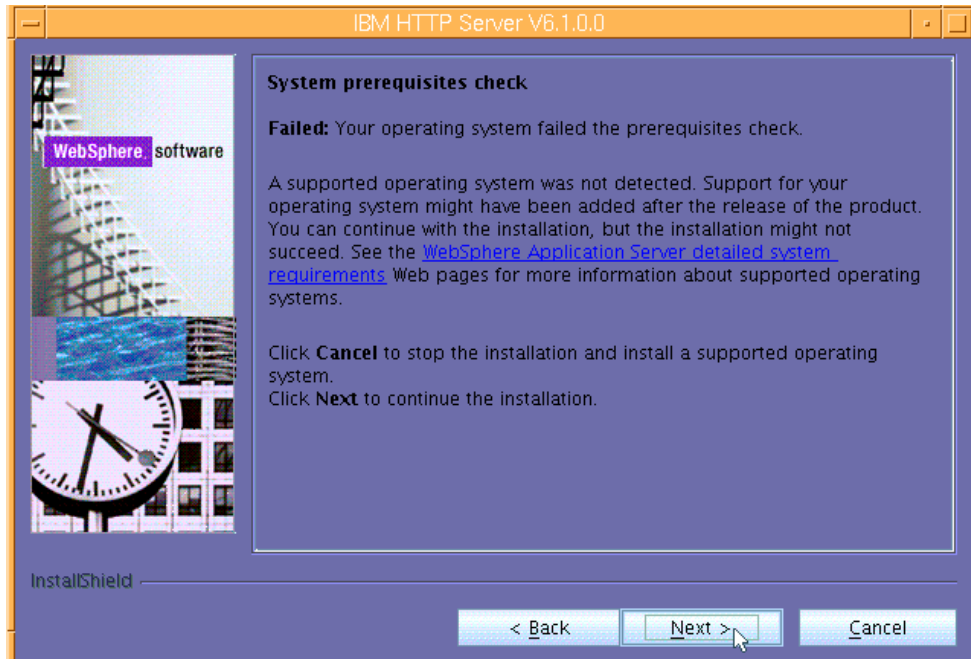 IBM HTTP Server V6.1.0.0
WebSphere. software
System prerequisites check
Failed: Your operating system failed the prerequisites check.
A supported operating system was not detected. Support for your
operating system might have been added after the release of the product.
You can continue with the installation, but the installation might not
succeed. See the WebSphere Application Server detailed system
requirements Web pages for more information about supported operating
systems.
Click Cancel to stop the installation and install a supported operating
system.
Click Next to continue the installation.
InstallShield
< Back
Next >
Cancel